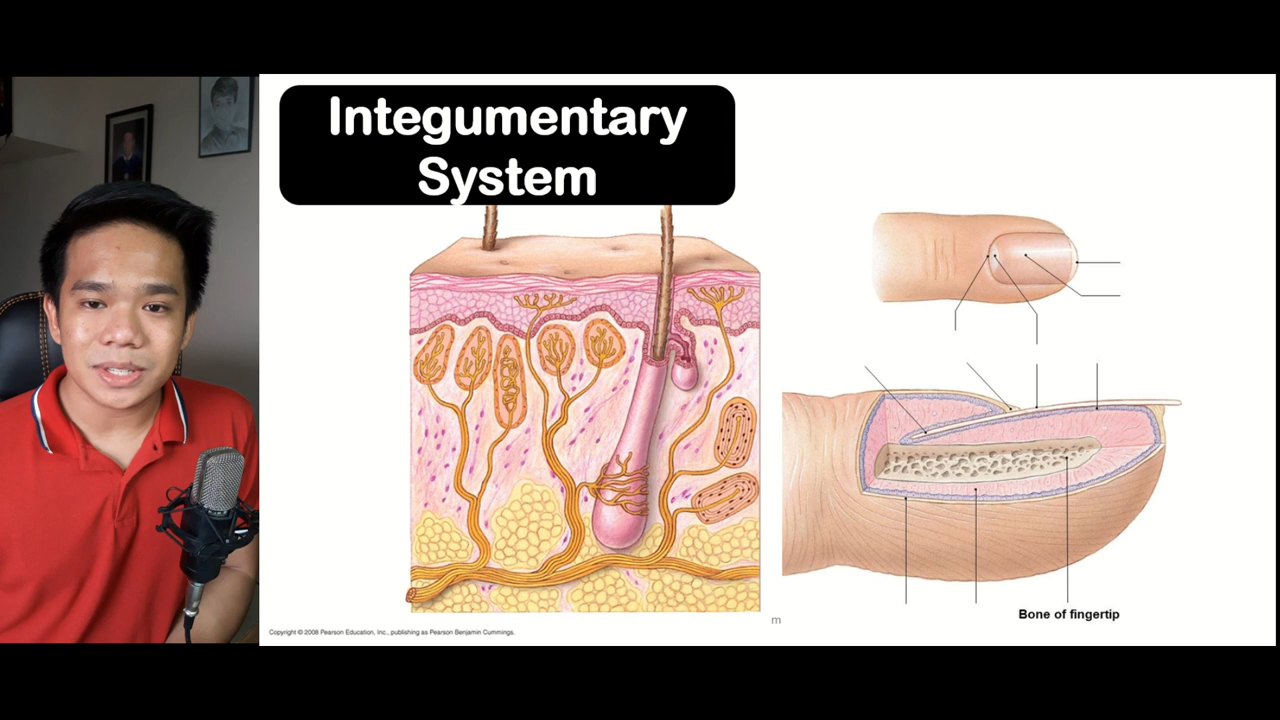 Integumentary
System
Bone of fingertip
m
Copyright © 2008 Pearson Education, Inc., publishing as Pearson Benjamin Cummings.